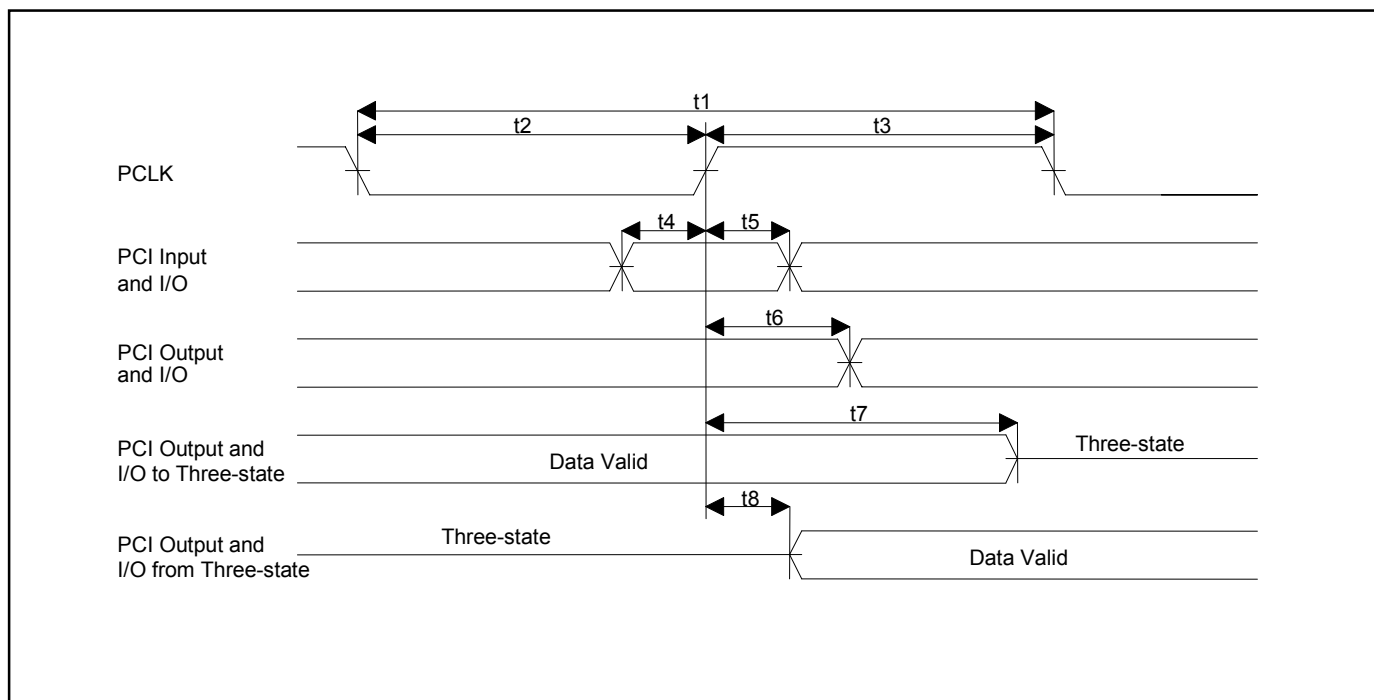 t1
t2
t3
PCLK
t4
t5
PCI Input
and I/O
t6
PCI Output
and I/O
t7
PCI Output and
I/O to Three-state
Data Valid
Three-state
t8
PCI Output and
I/O from Three-state
Three-state
Data Valid